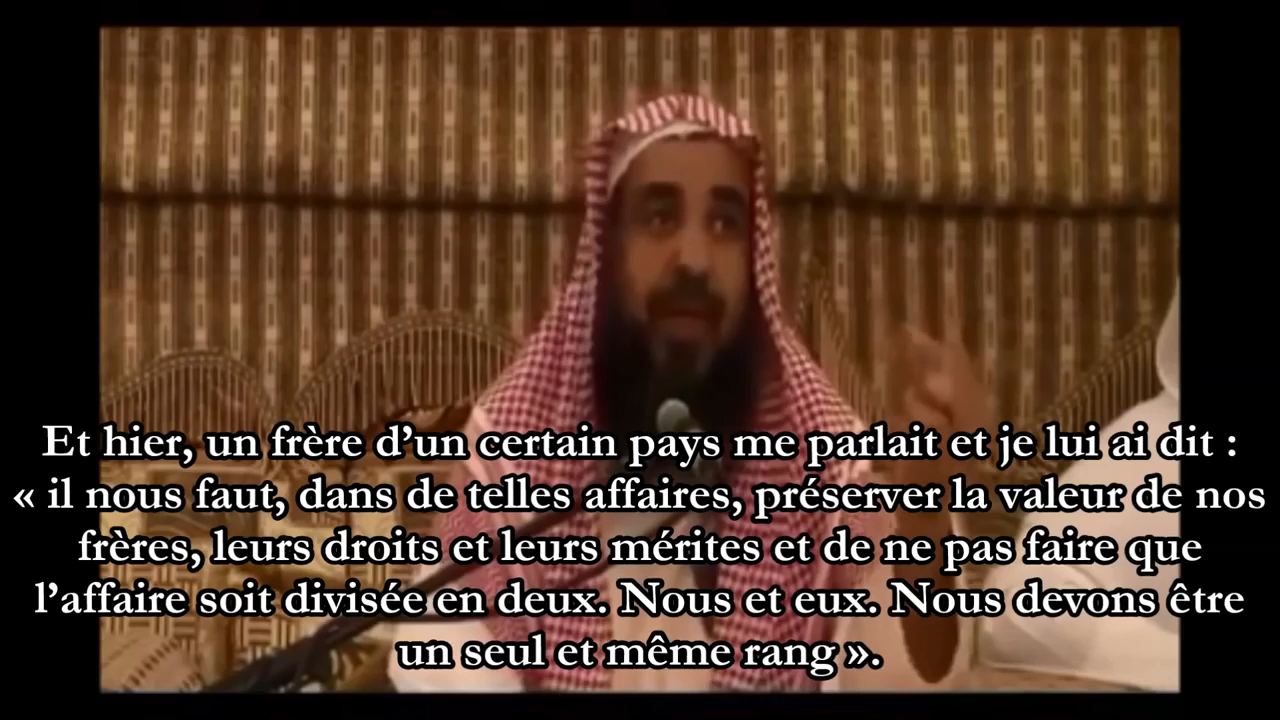 Et hier, un frère d’un certain pays me parlait et je lui ai dit :
« il nous faut, dans de telles affaires, préserver la valeur de nos
frères, leurs droits et leurs mérites et de ne pas faire que
l’affaire soit divisée en deux. Nous et eux. Nous devons être
un seul et même rang ».